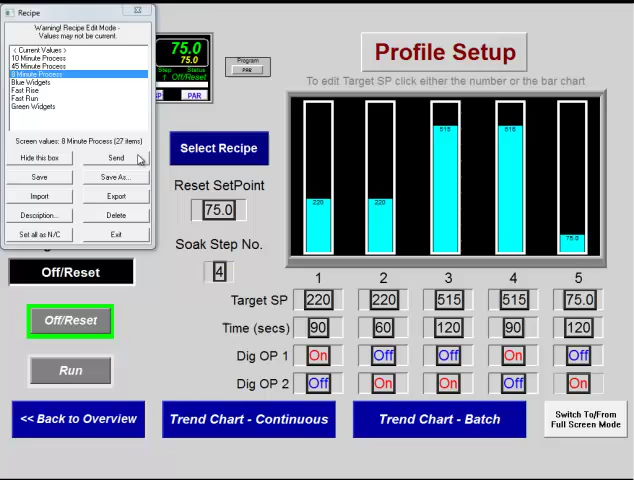 Recipe
Warning! Recipe Edit Mode -
Values may not be current.
< Current Values >
10 Minute Process
45 Minute Process
8 Minute Process
Blue Widgets
Fast Rise
Fast Run
Green Widgets
Screen values: 8 Minute Process (27 items)
Hide this box
Send
Save
Save As...
Import
Export
Description...
Delete
Set all as N/C
Exit
75.0
75.0
Step Status
1 Off/Reset
SP PAR
Program
PAR
Profile Setup
To edit Target SP click either the number or the bar chart
Select Recipe
Reset SetPoint
75.0
Soak Step No.
4
220 220 515 515 75.0
Off/Reset
Off/Reset
Run
1 2 3 4 5
Target SP 220 220 515 515 75.0
Time (secs) 90 60 120 90 120
Dig OP 1 On Off Off On Off
Dig OP 2 Off On On Off On
<< Back to Overview
Trend Chart - Continuous
Trend Chart - Batch
Switch To/From
Full Screen Mode